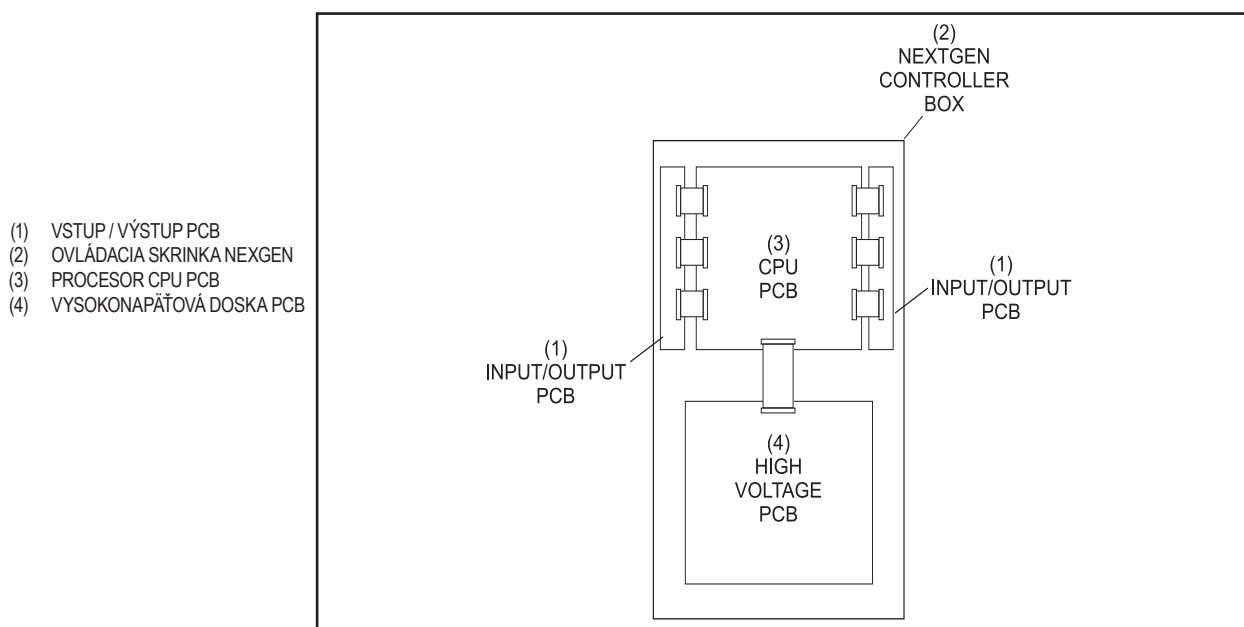 (1) VSTUP / VÝSTUP PCB
(2) OVLÁDACIA SKRINKA NEXGEN
(3) PROCESOR CPU PCB
(4) VYSOKONAPÄŤOVÁ DOSKA PCB
(2)
NEXTGEN
CONTROLLER
BOX
(3)
CPU
PCB
(1)
INPUT/OUTPUT
PCB
(1)
INPUT/OUTPUT
PCB
(4)
HIGH
VOLTAGE
PCB